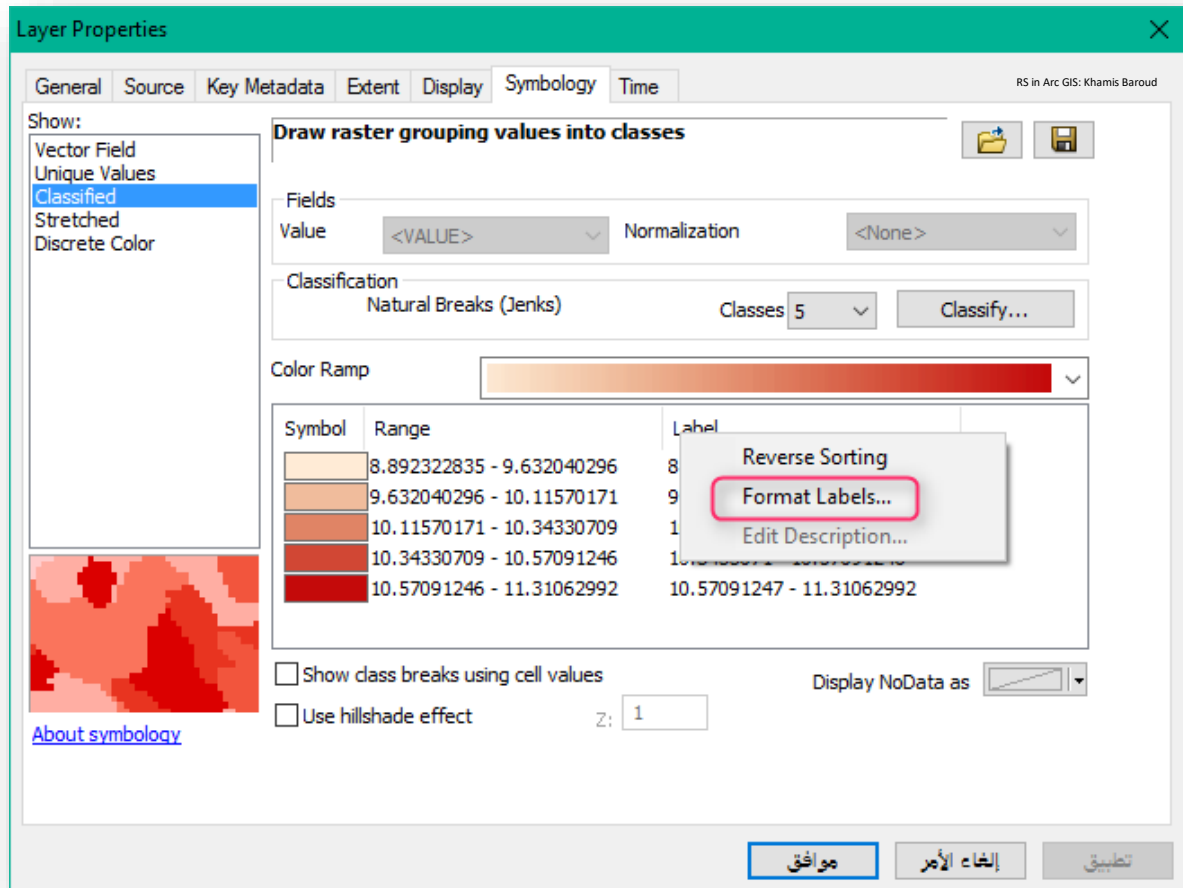 Layer Properties
General Source Key Metadata Extent Display Symbology Time
RS in Arc GIS: Khamis Baroud
Show:
Vector Field
Unique Values
Classified
Stretched
Discrete Color
Draw raster grouping values into classes
Fields
Value <VALUE> Normalization <None>
Classification
Natural Breaks (Jenks) Classes 5 Classify...
Color Ramp
Symbol Range Label
8.892322835 - 9.632040296 8
9.632040296 - 10.11570171 9
10.11570171 - 10.34330709 1
10.34330709 - 10.57091246
10.57091246 - 11.31062992 10.57091247 - 11.31062992
Reverse Sorting
Format Labels...
Edit Description...
Show class breaks using cell values
Display NoData as
Use hillshade effect Z: 1
About symbology
موافق
إلغاء الأمر
تطبيق